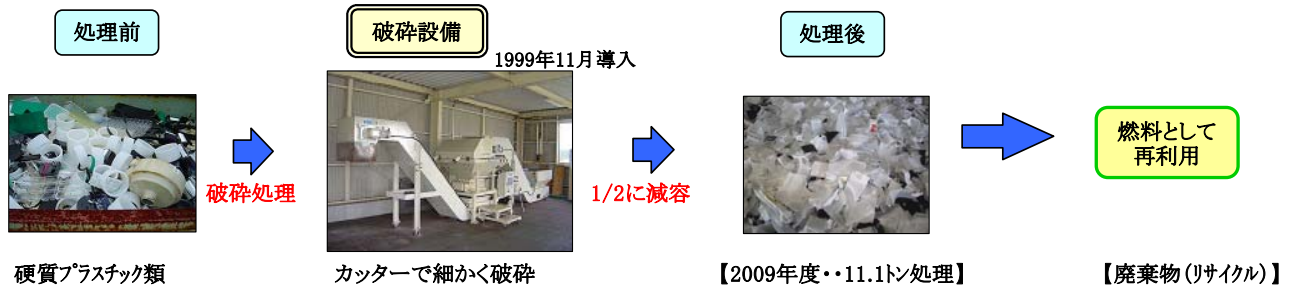 処理前
破砕設備
1999年11月導入
処理後
破砕処理
1/2に減容
燃料として
再利用
硬質プラスチック類
カッターで細かく破砕
【2009年度・・11.1トン処理】
【廃棄物(リサイクル)】